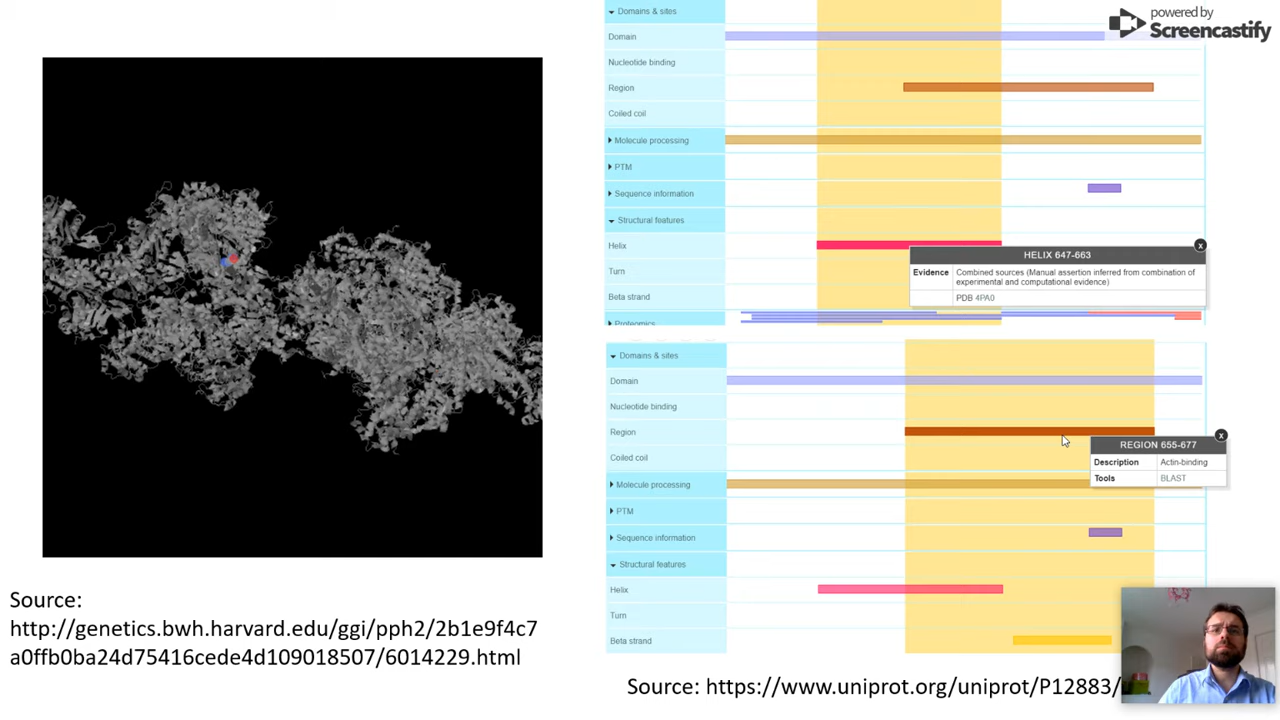 powered by
Screencastify
Domains & sites
Domain
Nucleotide binding
Region
Coiled coil
Molecule processing
PTM
Sequence information
Structural features
Helix
Turn
Beta strand
Proteomics
x
HELIX 647-663
Evidence Combined sources (Manual assertion inferred from combination of
experimental and computational evidence)
PDB 4PA0
Domains & sites
Domain
Nucleotide binding
Region
Coiled coil
Molecule processing
PTM
Sequence information
Structural features
Helix
Turn
Beta strand
x
REGION 655-677
Description Actin-binding
Tools BLAST
Source:
http://genetics.bwh.harvard.edu/ggi/pph2/2b1e9f4c7
a0ffb0ba24d75416cede4d109018507/6014229.html
Source: https://www.uniprot.org/uniprot/P12883/